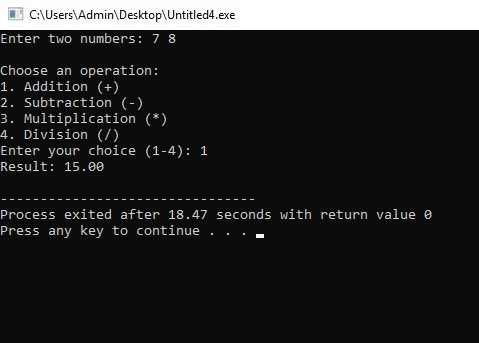 C:\Users\Admin\Desktop\Untitled4.exe
Enter two numbers: 7 8
Choose an operation:
1. Addition (+)
2. Subtraction (-)
3. Multiplication (*)
4. Division (/)
Enter your choice (1-4): 1
Result: 15.00
--------------------------------
Process exited after 18.47 seconds with return value 0
Press any key to continue . . .